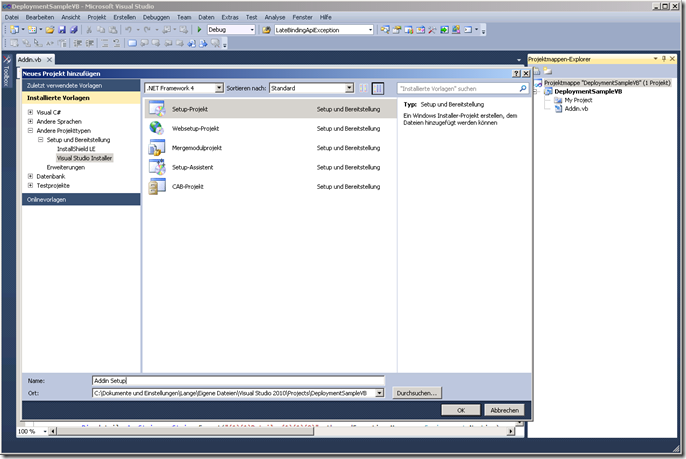 DeploymentSampleVB - Microsoft Visual Studio
Datei Bearbeiten Ansicht Projekt Erstellen Debuggen Team Daten Extras Test Analyse Fenster Hilfe
Debug LateBindingApiException
Toolbox
Addin.vb
Neues Projekt hinzufügen
Zuletzt verwendete Vorlagen
Installierte Vorlagen
Visual C#
Andere Sprachen
Andere Projekttypen
Setup und Bereitstellung
InstallShield LE
Visual Studio Installer
Erweiterungen
Datenbank
Testprojekte
Onlinevorlagen
.NET Framework 4 Sortieren nach: Standard
Setup-Projekt Setup und Bereitstellung
Websetup-Projekt Setup und Bereitstellung
Mergemodulprojekt Setup und Bereitstellung
Setup-Assistent Setup und Bereitstellung
CAB-Projekt Setup und Bereitstellung
"Installierte Vorlagen" suchen
Typ: Setup und Bereitstellung
Ein Windows Installer-Projekt erstellen, dem Dateien hinzugefügt werden können
Name: Addin Setup
Ort: C:\Dokumente und Einstellungen\Lange\Eigene Dateien\Visual Studio 2010\Projects\DeploymentSampleVB Durchsuchen...
OK Abbrechen
100 %
Projektmappen-Explorer
Projektmappe "DeploymentSampleVB" (1 Projekt)
DeploymentSampleVB
My Project
Addin.vb